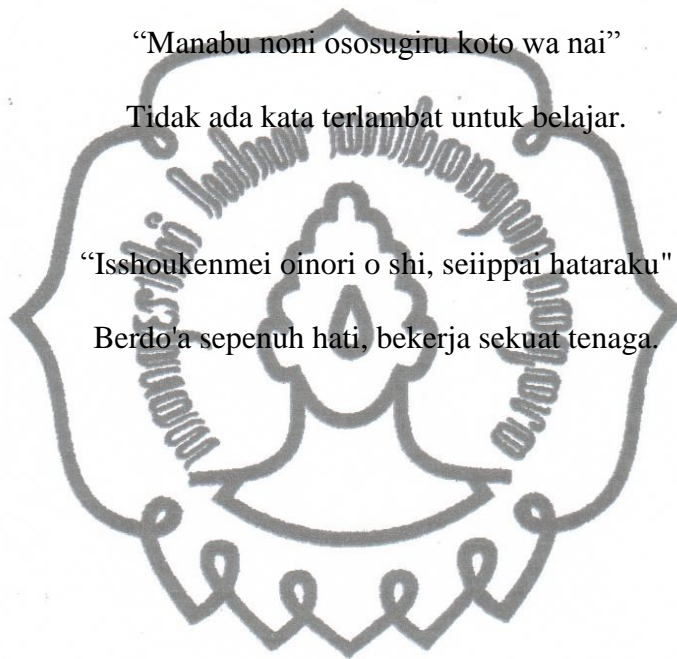 “Manabu noni ososugiru koto wa nai”
Tidak ada kata terlambat untuk belajar.
“Isshoukenmei oinori o shi, seiippai hataraku"
Berdo'a sepenuh hati, bekerja sekuat tenaga.